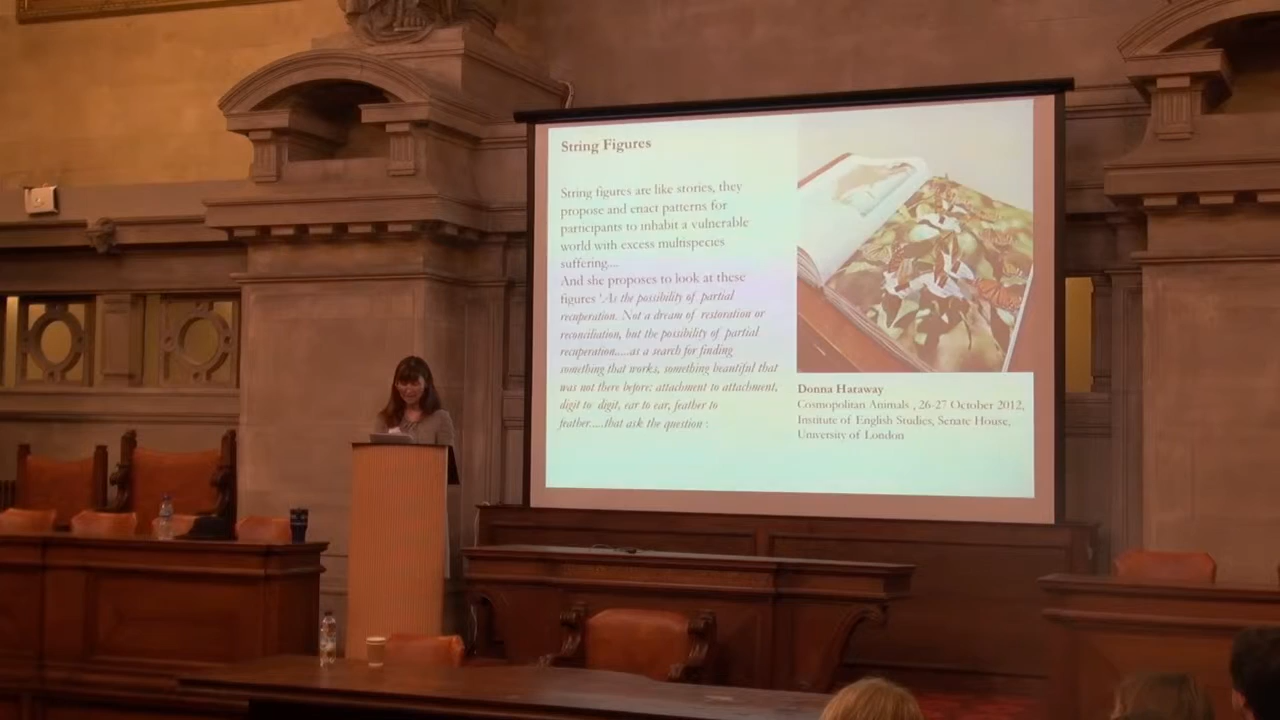 String Figures
String figures are like stories, they
propose and enact patterns for
participants to inhabit a vulnerable
world with excess multispecies
suffering....
And she proposes to look at these
figures 'As the possibility of partial
recuperation. Not a dream of restoration or
reconciliation, but the possibility of partial
recuperation.....as a search for finding
something that works, something beautiful that
was not there before: attachment to attachment,
digit to digit, ear to ear, feather to
feather.....that ask the question :
Donna Haraway
Cosmopolitan Animals , 26-27 October 2012,
Institute of English Studies, Senate House,
University of London